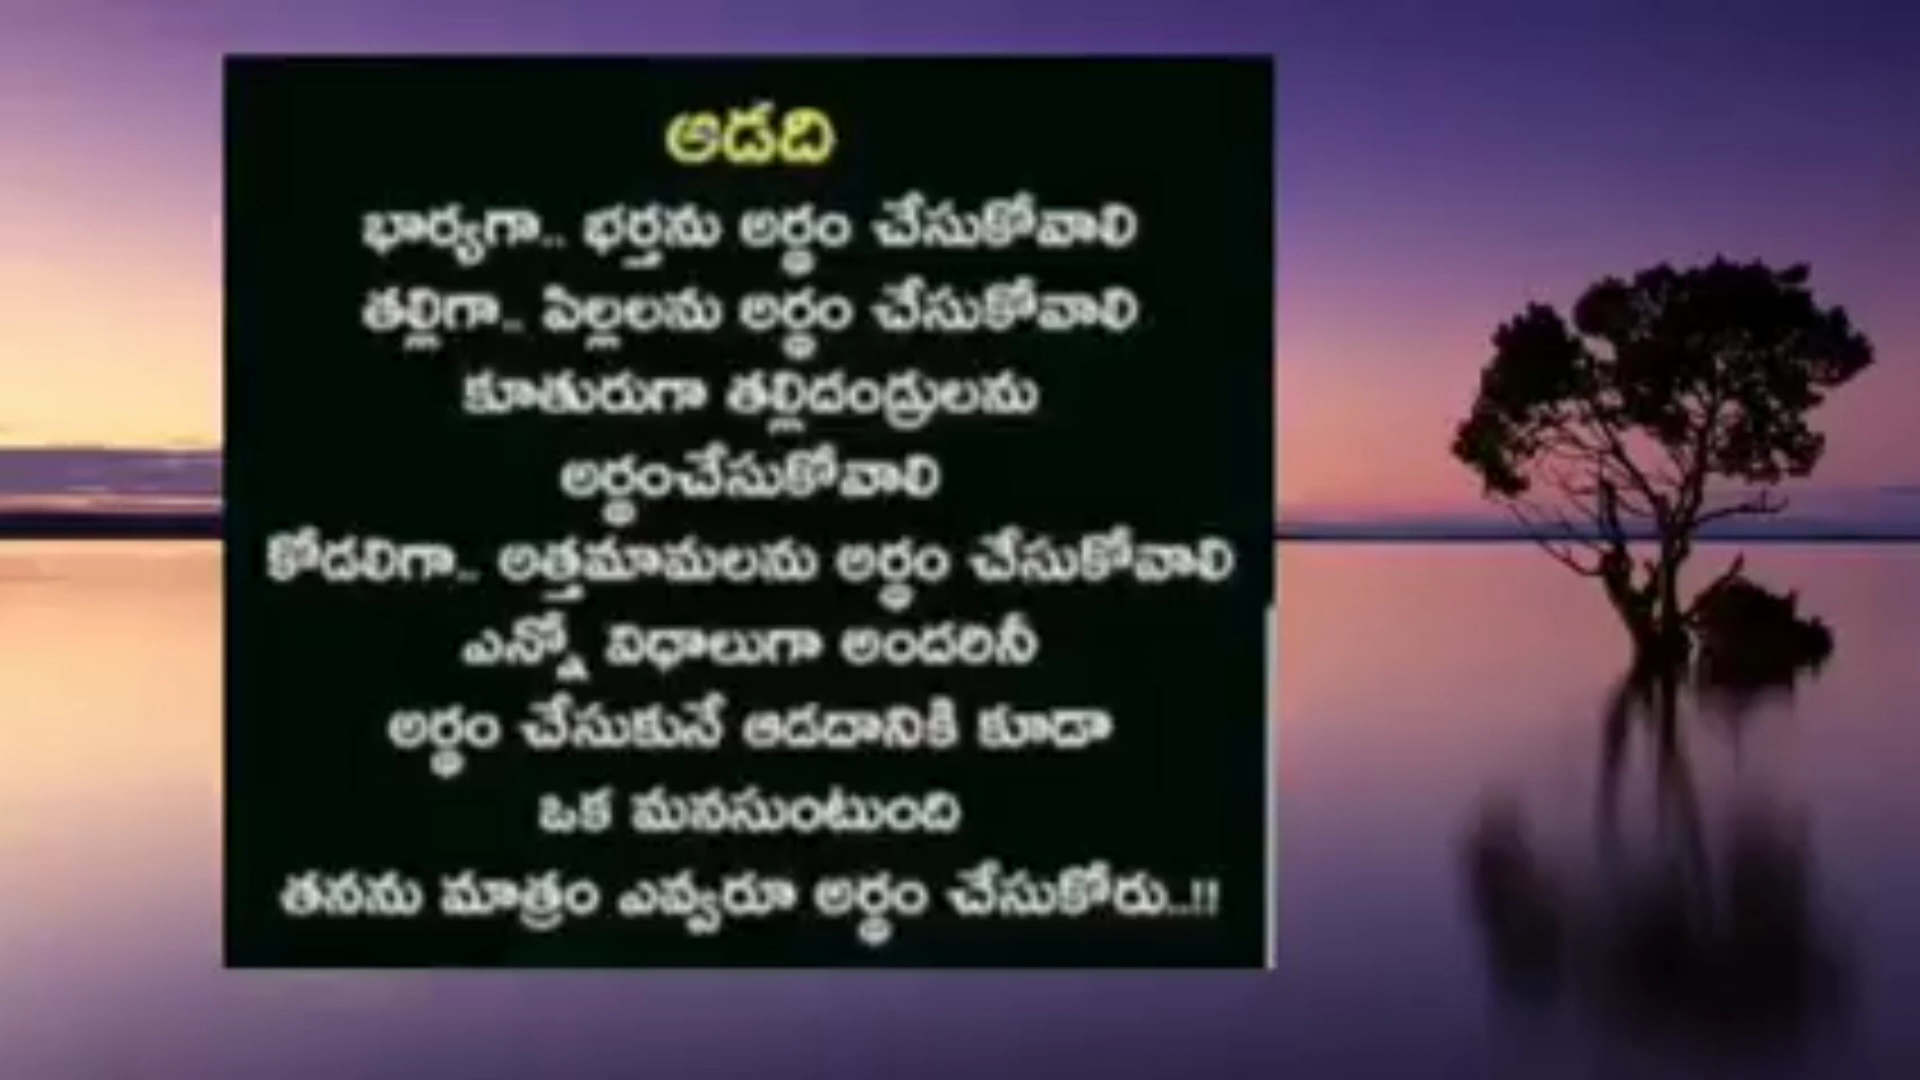 ఆడది
భార్యగా.. భర్తను అర్థం చేసుకోవాలి
తల్లిగా.. పిల్లలను అర్థం చేసుకోవాలి
కూతురుగా తల్లిదండ్రులను
అర్థంచేసుకోవాలి
కోడలిగా.. అత్తమామలను అర్థం చేసుకోవాలి
ఎన్నో విధాలుగా అందరినీ
అర్థం చేసుకునే ఆడదానికి కూడా
ఒక మనసుంటుంది
తనను మాత్రం ఎవ్వరూ అర్థం చేసుకోరు..!!